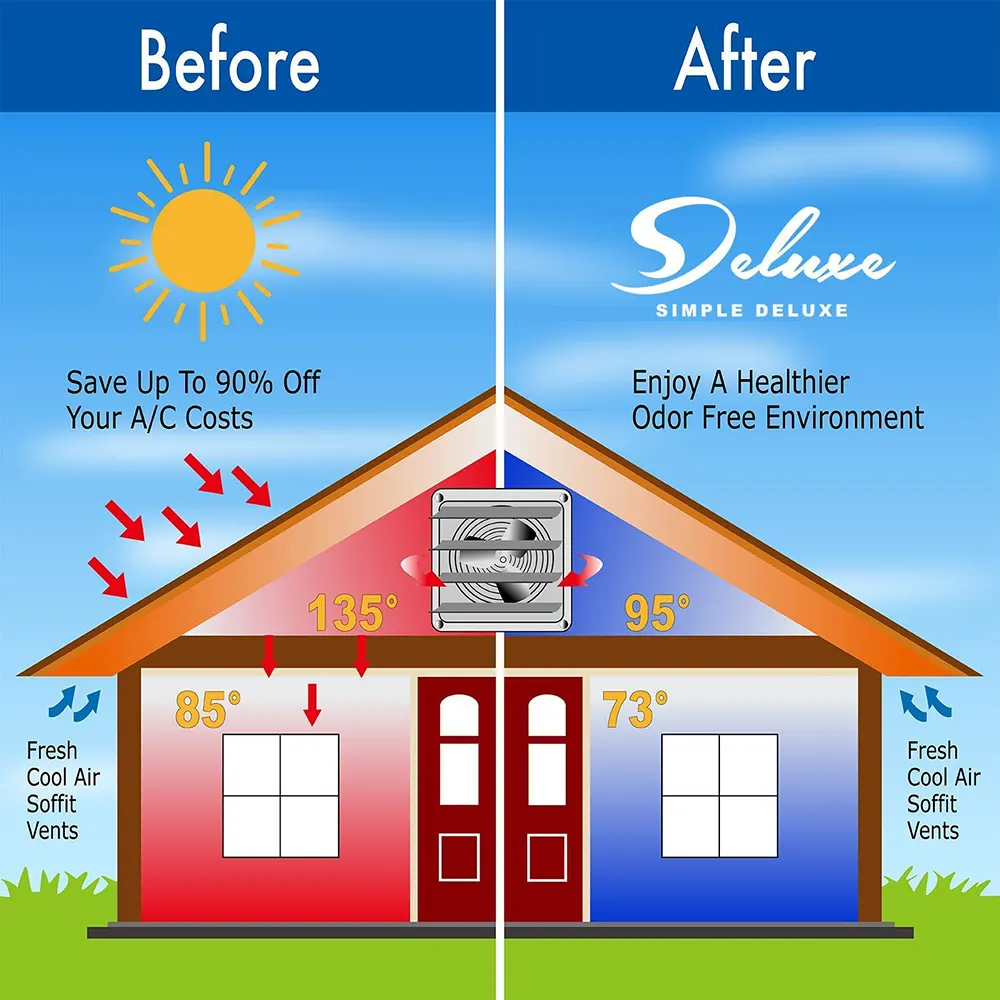 Before
After
Deluxe
SIMPLE DELUXE
Save Up To 90% Off
Your A/C Costs
Enjoy A Healthier
Odor Free Environment
135°
95°
85°
73°
Fresh
Cool Air
Soffit
Vents
Fresh
Cool Air
Soffit
Vents